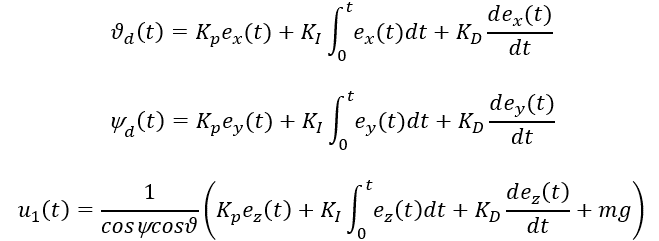 ϑ_d(t) = K_p e_x(t) + K_I ∫_0^t e_x(t)dt + K_D de_x(t)/dt
ψ_d(t) = K_p e_y(t) + K_I ∫_0^t e_y(t)dt + K_D de_y(t)/dt
u_1(t) = 1/(cosψcosϑ) (K_p e_z(t) + K_I ∫_0^t e_z(t)dt + K_D de_z(t)/dt + mg)